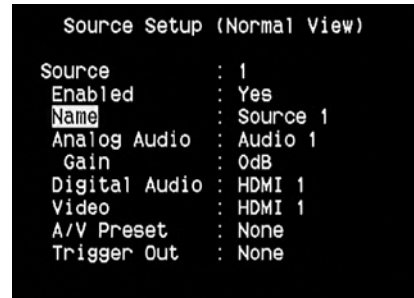 Source Setup (Normal View)
Source : 1
Enabled : Yes
Name : Source 1
Analog Audio : Audio 1
Gain : 0dB
Digital Audio : HDMI 1
Video : HDMI 1
A/V Preset : None
Trigger Out : None